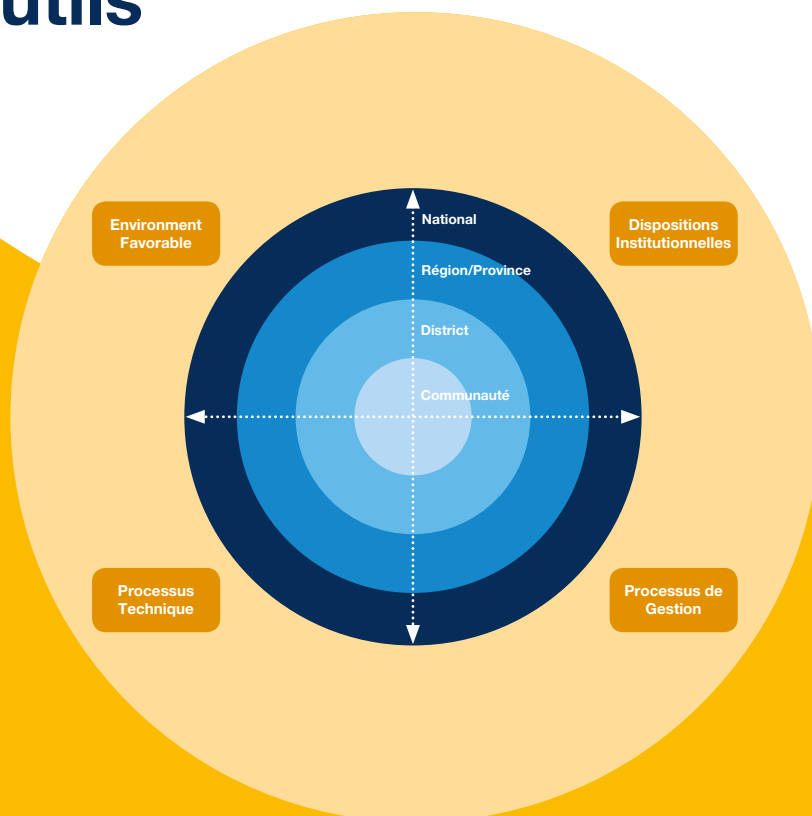 utils
Environment
Favorable
Dispositions
Institutionnelles
National
Région/Province
District
Communauté
Processus
Technique
Processus de
Gestion